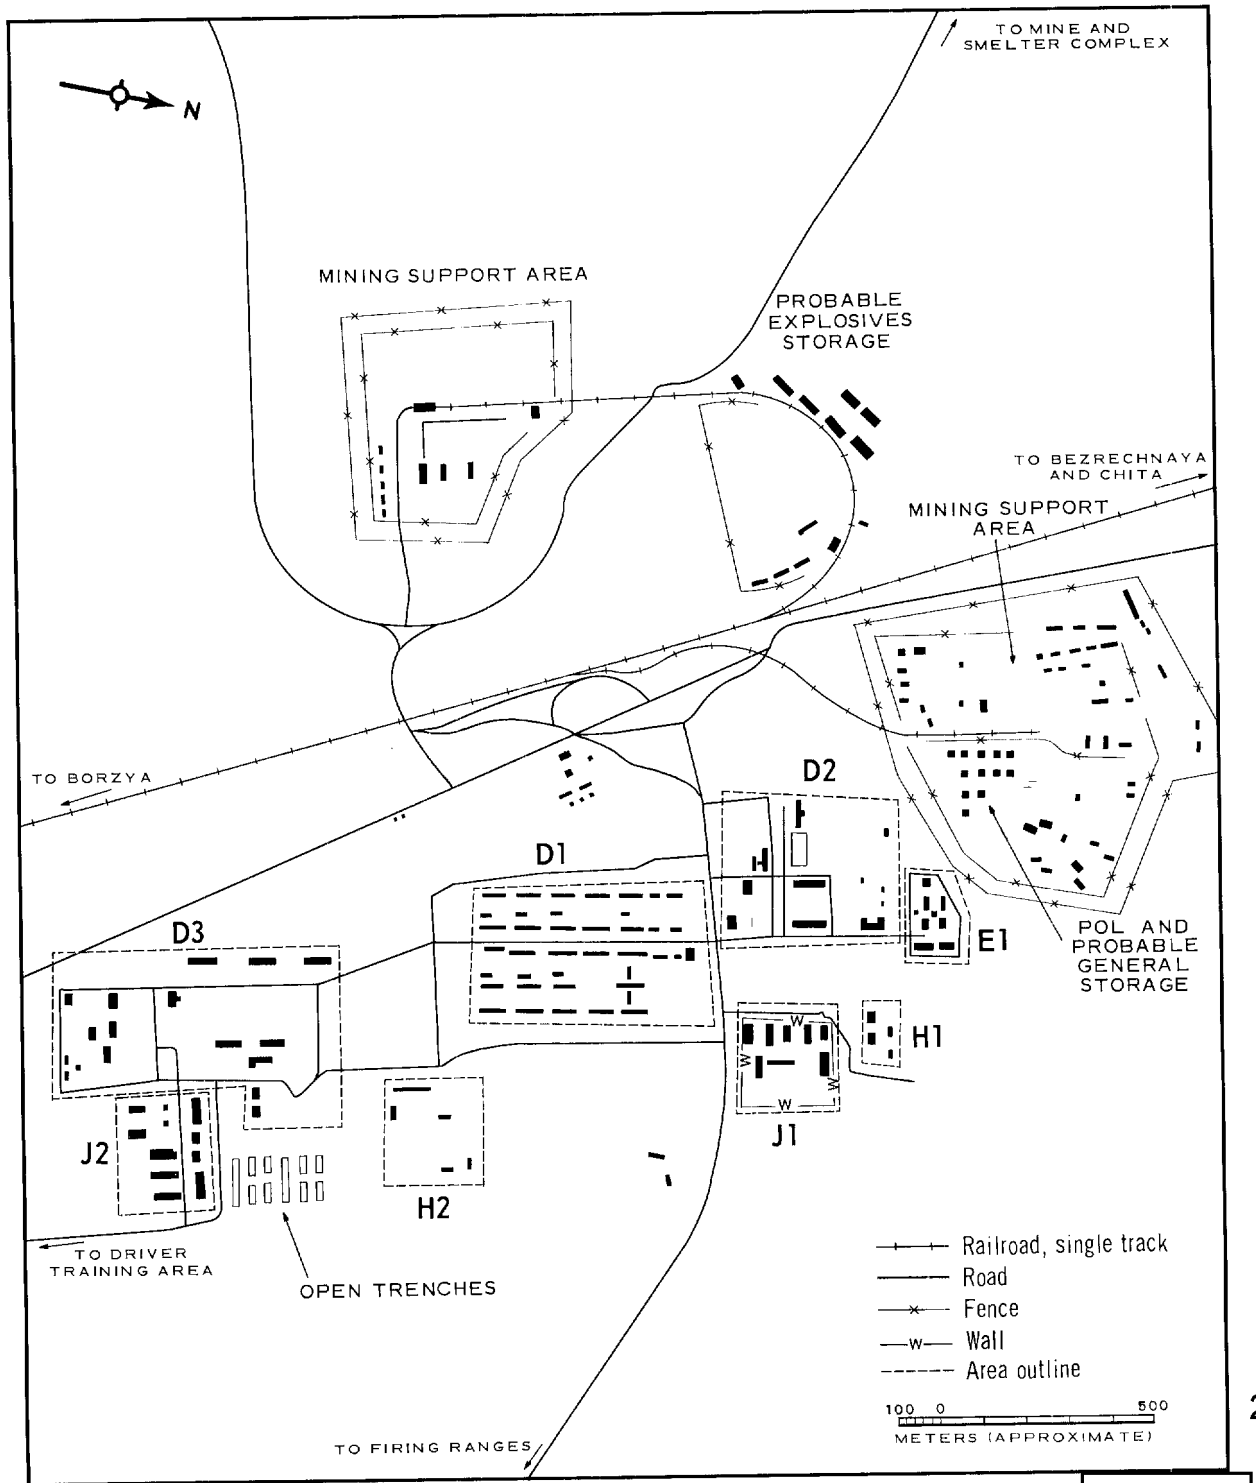 TO MINE AND
SMELTER COMPLEX
N
MINING SUPPORT AREA
PROBABLE
EXPLOSIVES
STORAGE
TO BEZRECHNAYA
AND CHITA
MINING SUPPORT
AREA
TO BORZYA
D2
D1
D3
E1
POL AND
PROBABLE
GENERAL
STORAGE
H1
W
W
W
W
J1
J2
H2
TO DRIVER
TRAINING AREA
OPEN TRENCHES
Railroad, single track
Road
Fence
W Wall
Area outline
100 0 500
METERS (APPROXIMATE)
TO FIRING RANGES